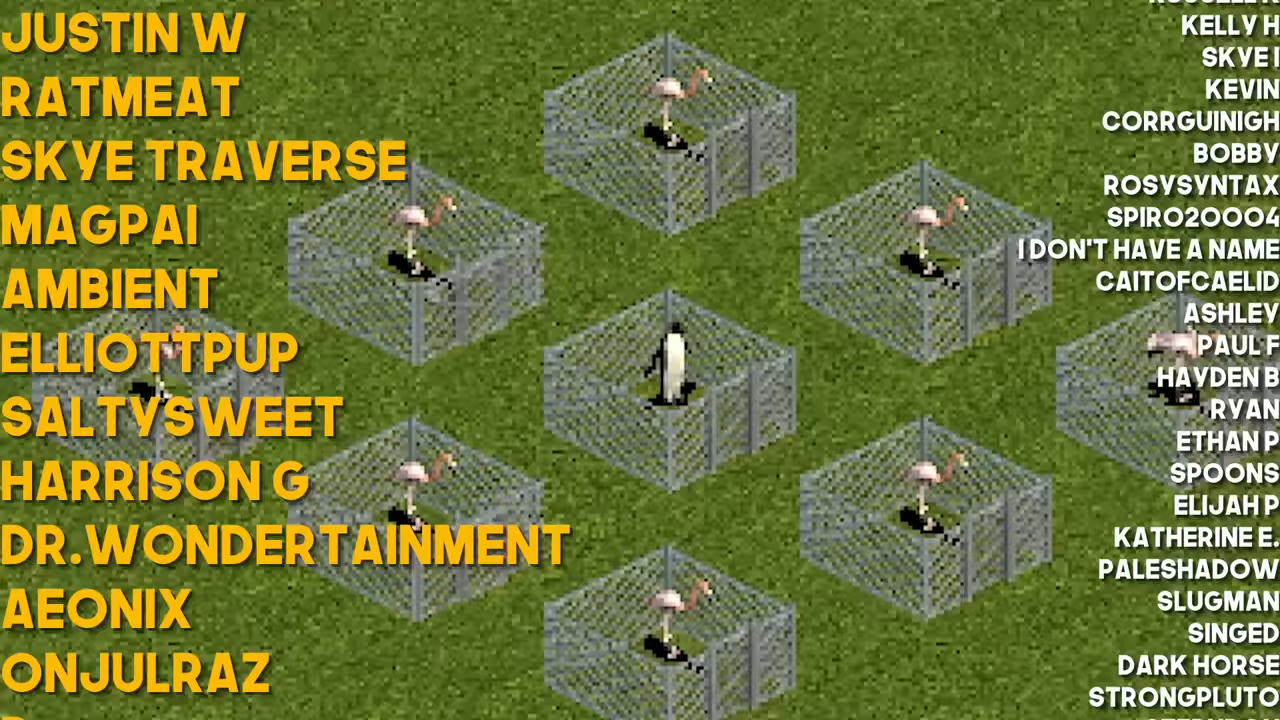 JUSTIN W
RATMEAT
SKYE TRAVERSE
MAGPAI
AMBIENT
ELLIOTTPUP
SALTYSWEET
HARRISON G
DR.WONDERTAINMENT
AEONIX
ONJULRAZ
KELLY H
SKYE I
KEVIN
CORRGUINIGH
BOBBY
ROSYSYNTAX
SPIRO20004
I DON'T HAVE A NAME
CAITOFCAELID
ASHLEY
PAUL F
HAYDEN B
RYAN
ETHAN P
SPOONS
ELIJAH P
KATHERINE E.
PALESHADOW
SLUGMAN
SINGED
DARK HORSE
STRONGPLUTO